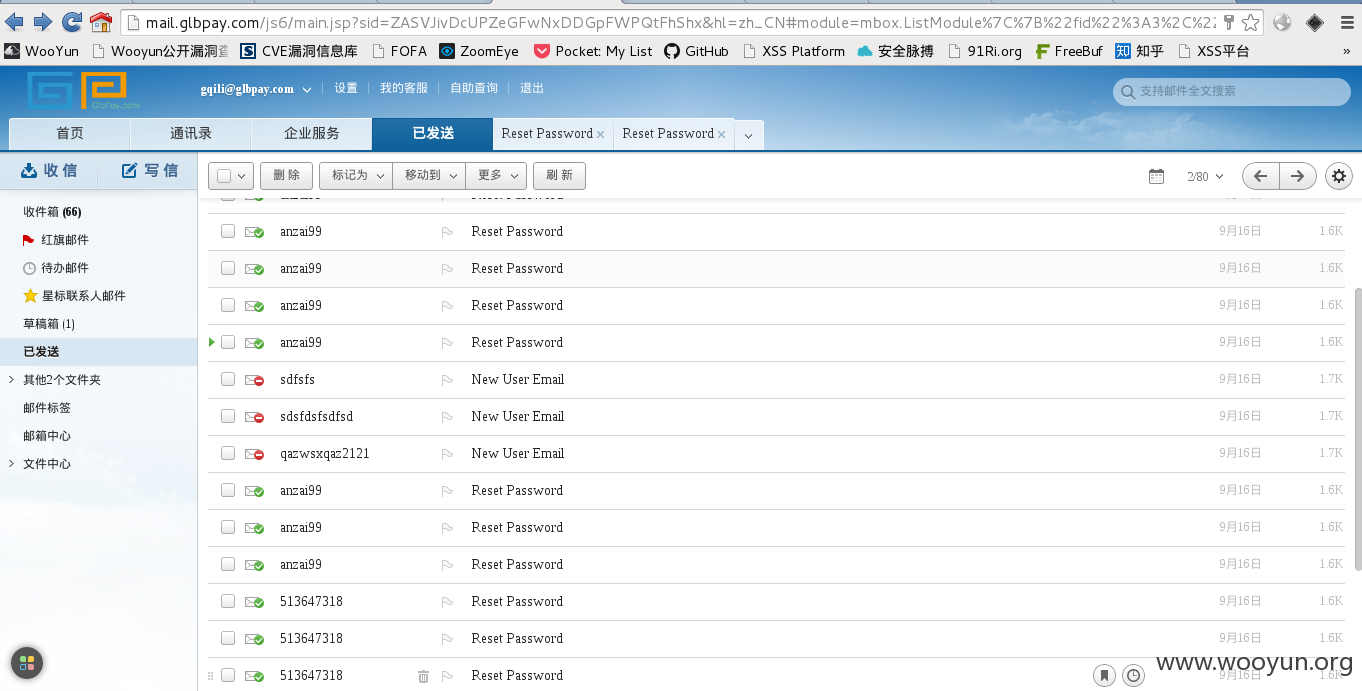 mail.glbpay.com/js6/main.jsp?sid=ZASVJivDcUPZeGFwNxDDGpFWPQtFhShx&hl=zh_CN#module=mbox.ListModule%7C%7B%22fid%22%3A3%2C%22
WooYun Wooyun公开漏洞查 CVE漏洞信息库 FOFA ZoomEye Pocket: My List GitHub XSS Platform 安全脉搏 91Ri.org FreeBuf 知 知乎 XSS平台 »
GlbPay.com gqili@glbpay.com 设置 我的客服 自助查询 退出 支持邮件全文搜索
首页 通讯录 企业服务 已发送 Reset Password × Reset Password ×
收信 写信 删 除 标记为 移动到 更多 刷 新 2/80
收件箱 (66)
红旗邮件
待办邮件
星标联系人邮件
草稿箱 (1)
已发送
其他2个文件夹
邮件标签
邮箱中心
文件中心
anzai99 Reset Password 9月16日 1.6K
anzai99 Reset Password 9月16日 1.6K
anzai99 Reset Password 9月16日 1.6K
anzai99 Reset Password 9月16日 1.6K
sdfsfs New User Email 9月16日 1.7K
sdsfdsfsdfsd New User Email 9月16日 1.7K
qazwsxqaz2121 New User Email 9月16日 1.7K
anzai99 Reset Password 9月16日 1.6K
anzai99 Reset Password 9月16日 1.6K
anzai99 Reset Password 9月16日 1.6K
513647318 Reset Password 9月16日 1.6K
513647318 Reset Password 9月16日 1.6K
513647318 Reset Password 9月16日 1.6K
www.wooyun.org